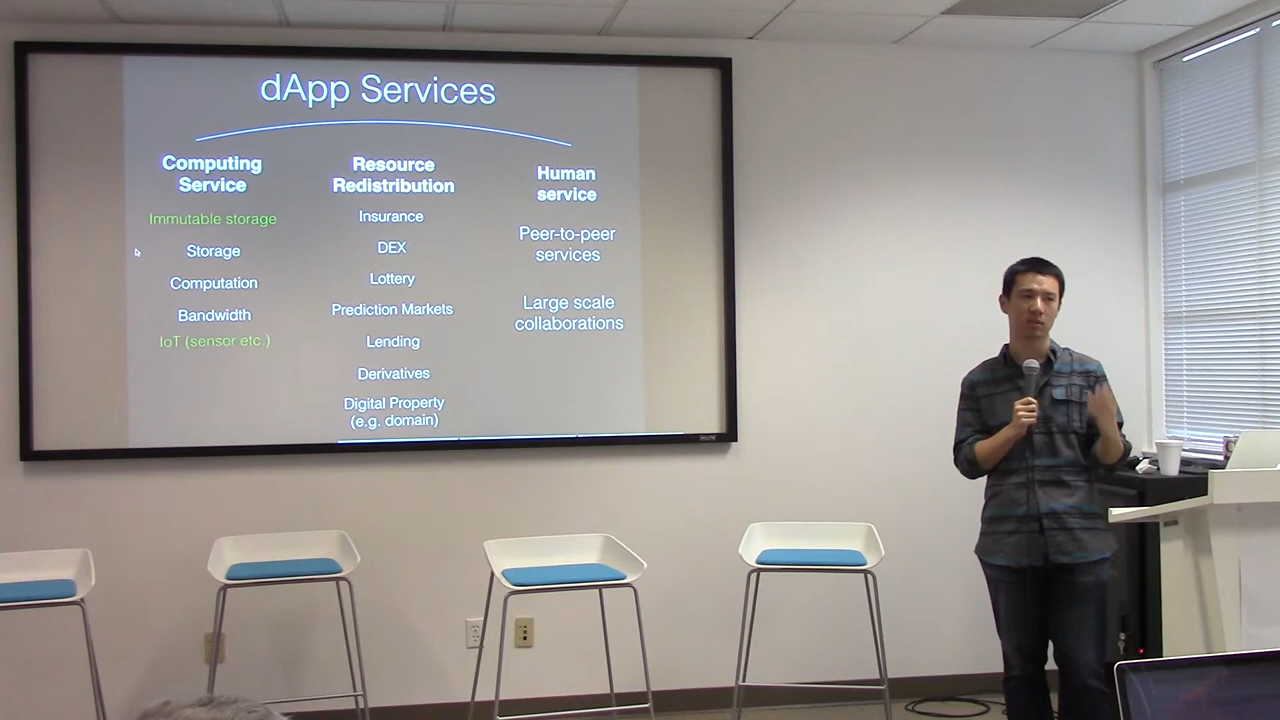 dApp Services
Computing
Service
Immutable storage
Storage
Computation
Bandwidth
IoT (sensor etc.)
Resource
Redistribution
Insurance
DEX
Lottery
Prediction Markets
Lending
Derivatives
Digital Property
(e.g. domain)
Human
service
Peer-to-peer
services
Large scale
collaborations